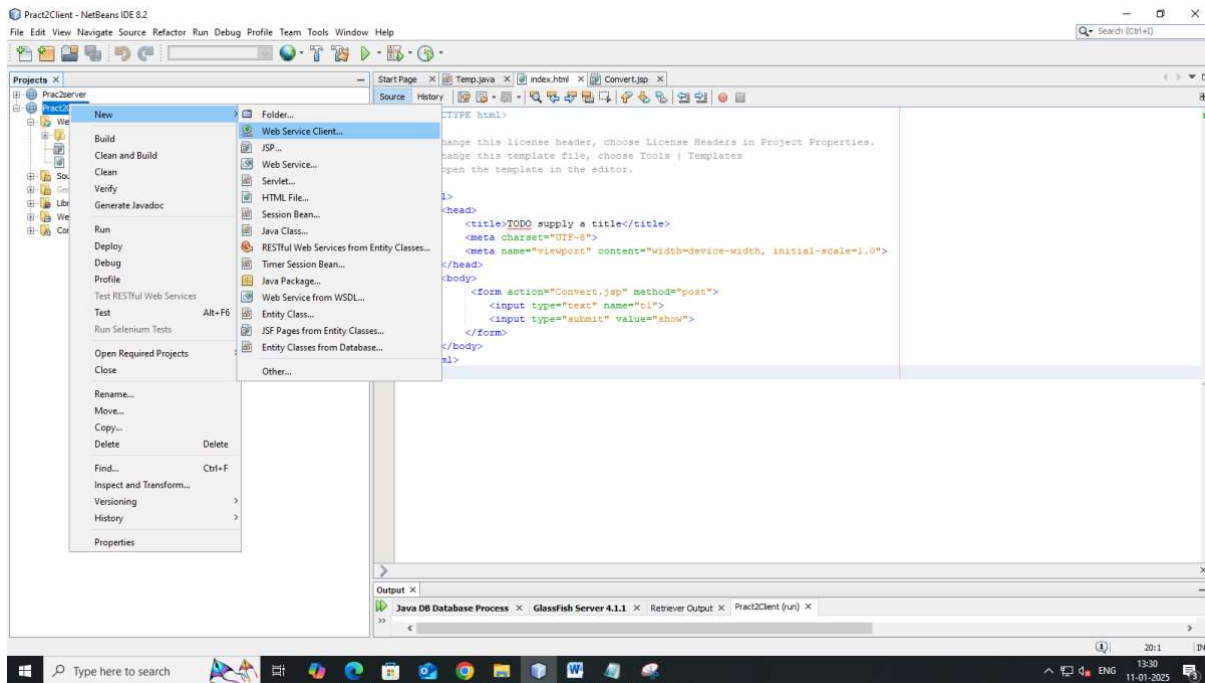 Pract2Client - NetBeans IDE 8.2
File Edit View Navigate Source Refactor Run Debug Profile Team Tools Window Help
Search (Ctrl+I)
Projects
Prac2server
New
Build
Clean and Build
Clean
Verify
Generate Javadoc
Run
Deploy
Debug
Profile
Test RESTful Web Services
Test Alt+F6
Run Selenium Tests
Open Required Projects
Close
Rename...
Move...
Copy...
Delete Delete
Find... Ctrl+F
Inspect and Transform...
Versioning
History
Properties
Folder...
Web Service Client...
JSP...
Web Service...
Servlet...
HTML File...
Session Bean...
Java Class...
RESTful Web Services from Entity Classes...
Timer Session Bean...
Java Package...
Web Service from WSDL...
Entity Class...
JSF Pages from Entity Classes...
Entity Classes from Database...
Other...
Start Page Temp.java index.html Convert.jsp
Source History
CTYPE html>
hange this license header, choose License Headers in Project Properties.
hange this template file, choose Tools | Templates
open the template in the editor.
l>
<head>
<title>TODO supply a title</title>
<meta charset="UTF-8">
<meta name="viewport" content="width=device-width, initial-scale=1.0">
</head>
<body>
<form action="Convert.jsp" method="post">
<input type="text" name="t1">
<input type="submit" value="show">
</form>
</body>
ml>
Output
Java DB Database Process GlassFish Server 4.1.1 Retriever Output Pract2Client (run)
20:1 IN
Type here to search
ENG
13:30
11-01-2025